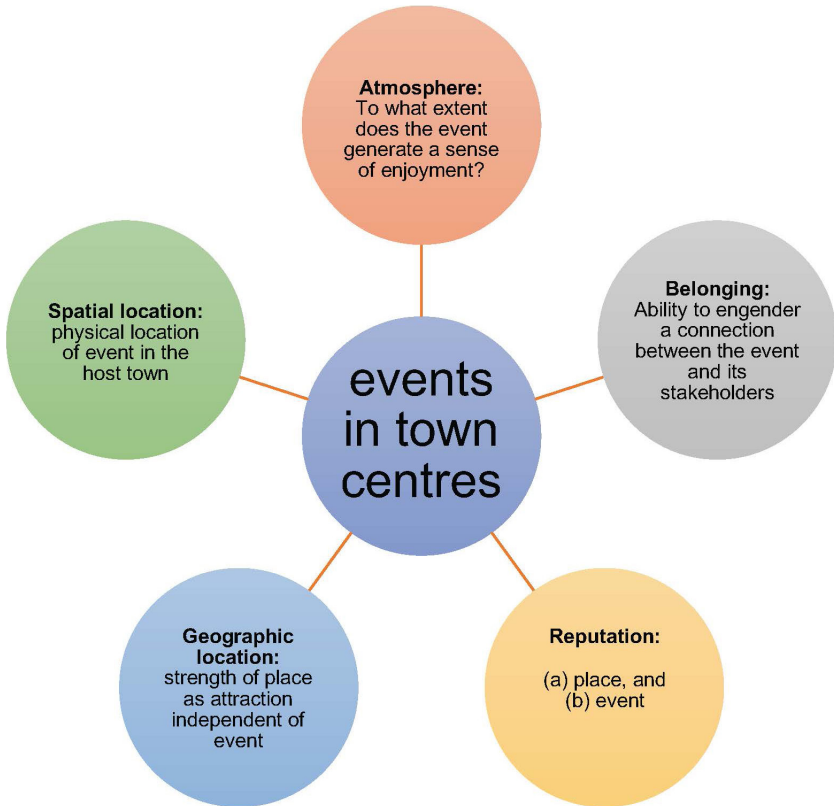 Atmosphere:
To what extent
does the event
generate a sense
of enjoyment?
Spatial location:
physical location
of event in the
host town
Belonging:
Ability to engender
a connection
between the event
and its
stakeholders
events
in town
centres
Geographic
location:
strength of place
as attraction
independent of
event
Reputation:
(a) place, and
(b) event